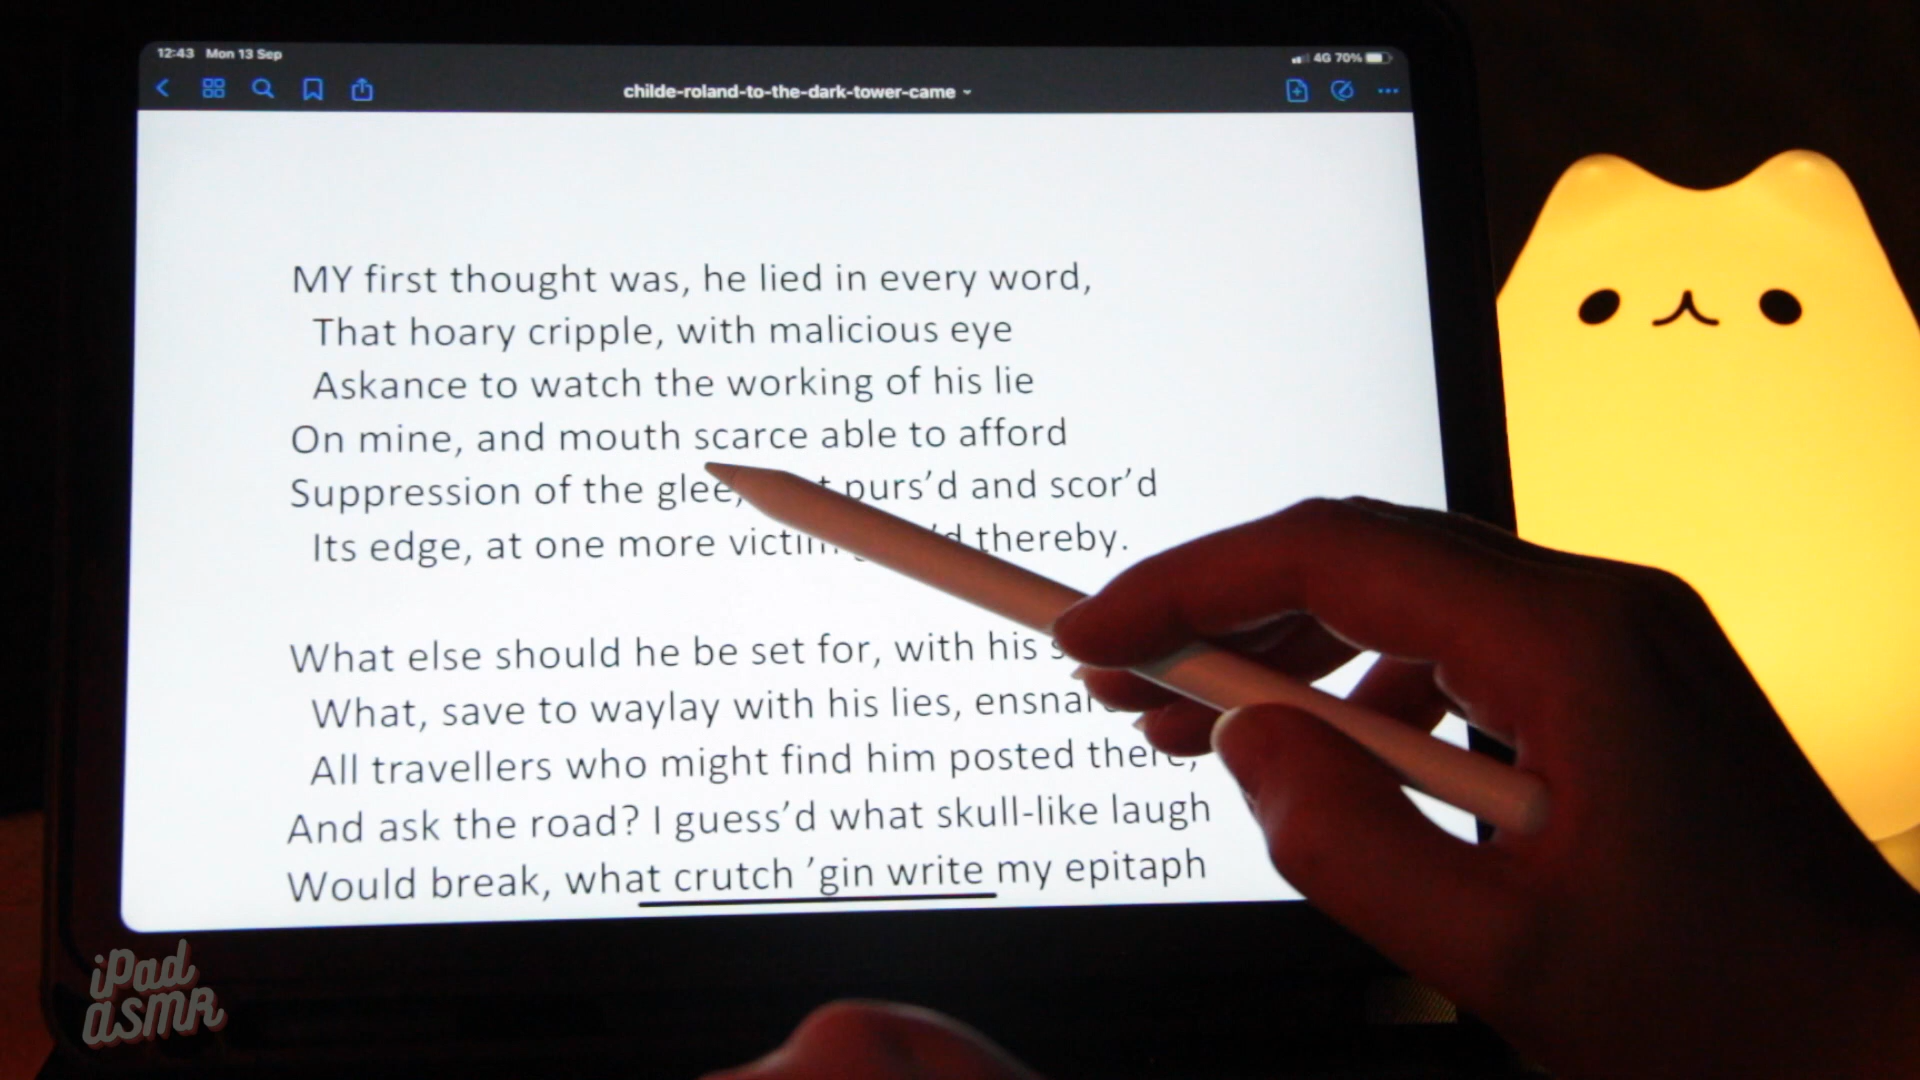 12:43 Mon 13 Sep
4G 70%
childe-roland-to-the-dark-tower-came
MY first thought was, he lied in every word,
That hoary cripple, with malicious eye
Askance to watch the working of his lie
On mine, and mouth scarce able to afford
Suppression of the glee, purs’d and scor’d
Its edge, at one more victim thereby.
What else should he be set for, with his
What, save to waylay with his lies, ensnare
All travellers who might find him posted there,
And ask the road? I guess’d what skull-like laugh
Would break, what crutch ’gin write my epitaph
iPad
asmr